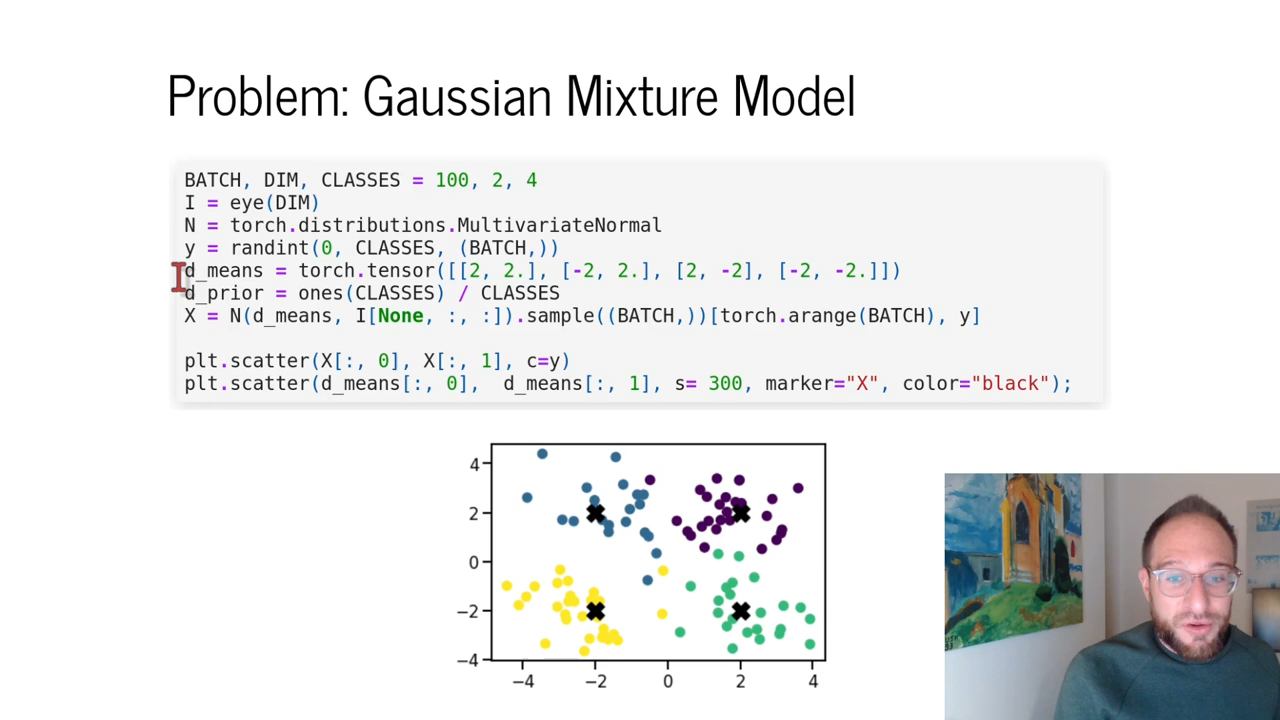 Problem: Gaussian Mixture Model
BATCH, DIM, CLASSES = 100, 2, 4
I = eye(DIM)
N = torch.distributions.MultivariateNormal
y = randint(0, CLASSES, (BATCH,))
d_means = torch.tensor([[2, 2.], [-2, 2.], [2, -2], [-2, -2.]])
d_prior = ones(CLASSES) / CLASSES
X = N(d_means, I[None, :, :]).sample((BATCH,))[torch.arange(BATCH), y]
plt.scatter(X[:, 0], X[:, 1], c=y)
plt.scatter(d_means[:, 0],  d_means[:, 1], s= 300, marker="X", color="black");
4
2
0
−2
−4
−4 −2 0 2 4